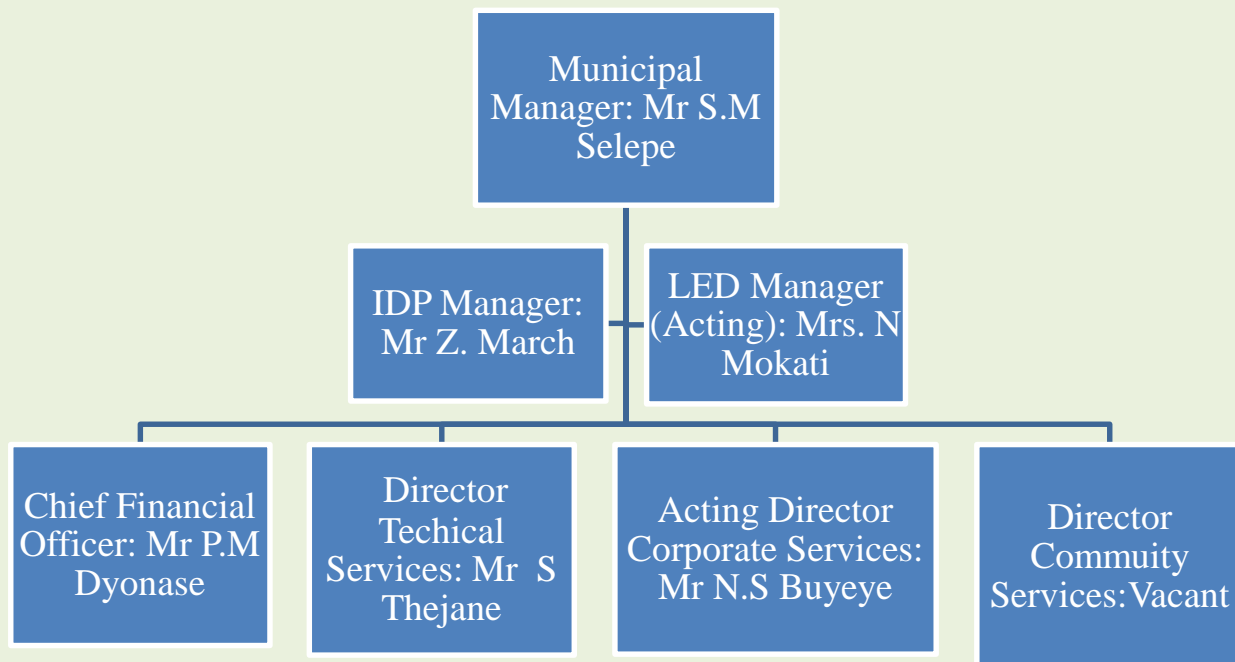 Municipal
Manager: Mr S.M
Selepe
IDP Manager:
Mr Z. March
LED Manager
(Acting): Mrs. N
Mokati
Chief Financial
Officer: Mr P.M
Dyonase
Director
Techical
Services: Mr  S
Thejane
Acting Director
Corporate Services:
Mr N.S Buyeye
Director
Commuity
Services:Vacant